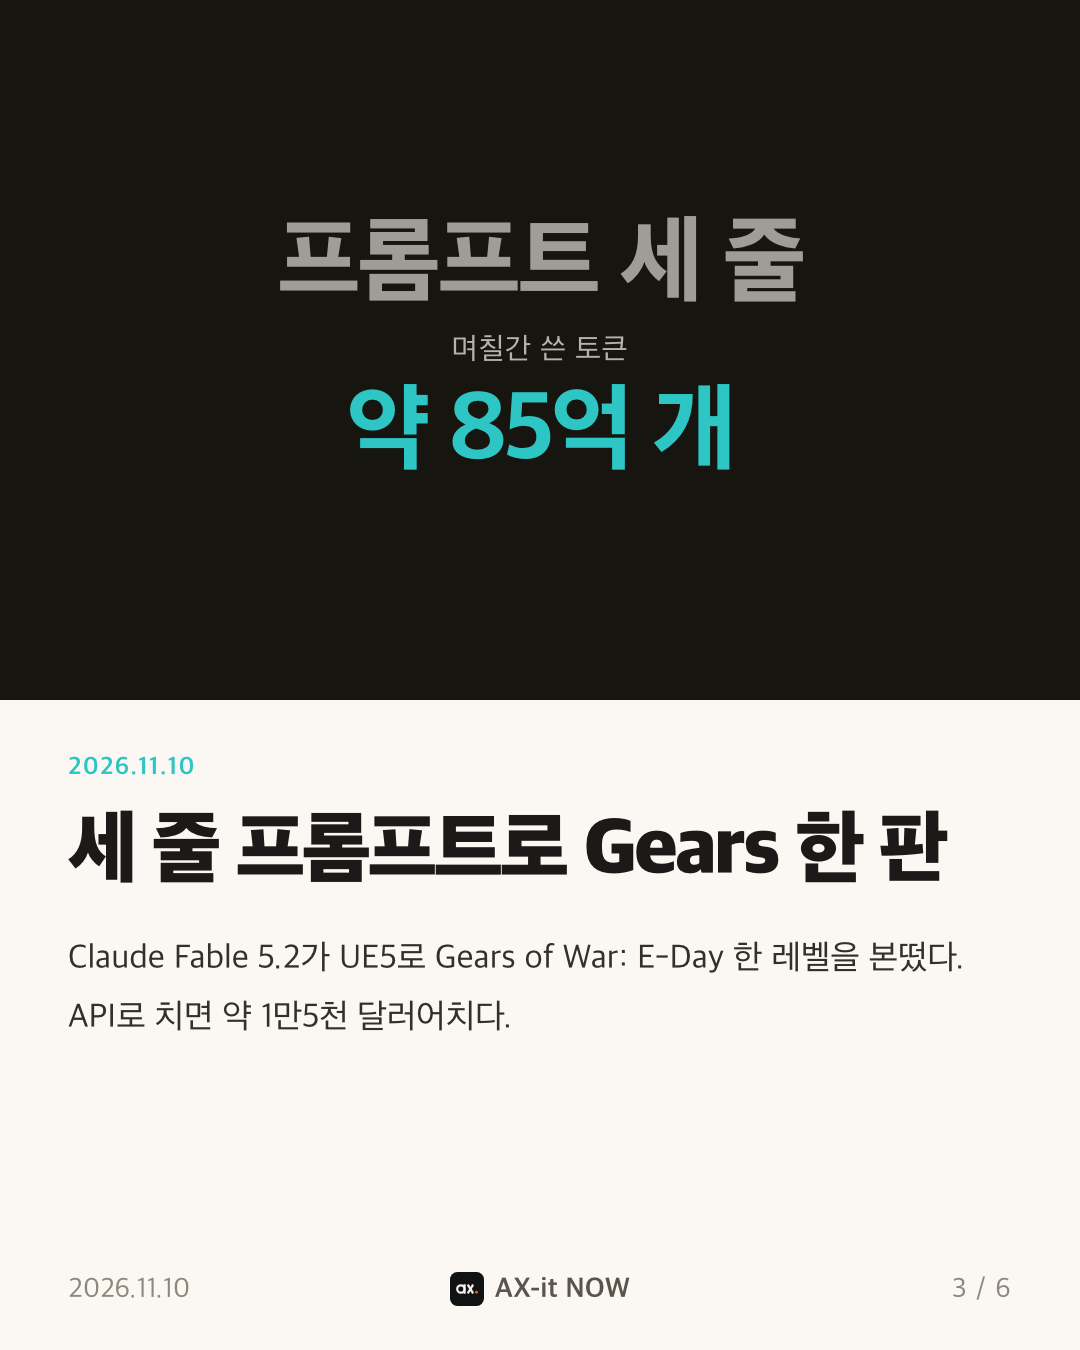 프롬프트 세 줄
며칠간 쓴 토큰
약 85억 개
2026.11.10
세 줄 프롬프트로 Gears 한 판
Claude Fable 5.2가 UE5로 Gears of War: E-Day 한 레벨을 본떴다.
API로 치면 약 1만5천 달러어치다.
2026.11.10
ax.
AX-it NOW
3 / 6